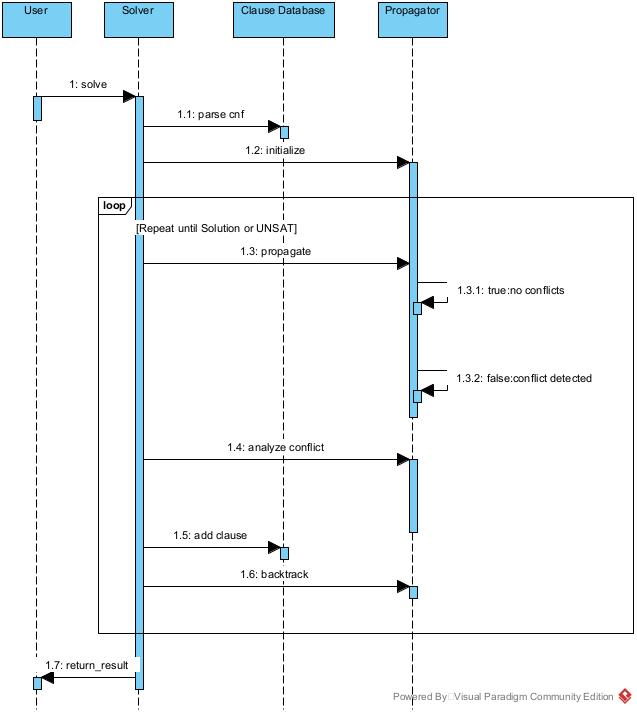 User
Solver
Clause Database
Propagator
1: solve
1.1: parse cnf
1.2: initialize
loop
[Repeat until Solution or UNSAT]
1.3: propagate
1.3.1: true:no conflicts
1.3.2: false:conflict detected
1.4: analyze conflict
1.5: add clause
1.6: backtrack
1.7: return_result
Powered By Visual Paradigm Community Edition